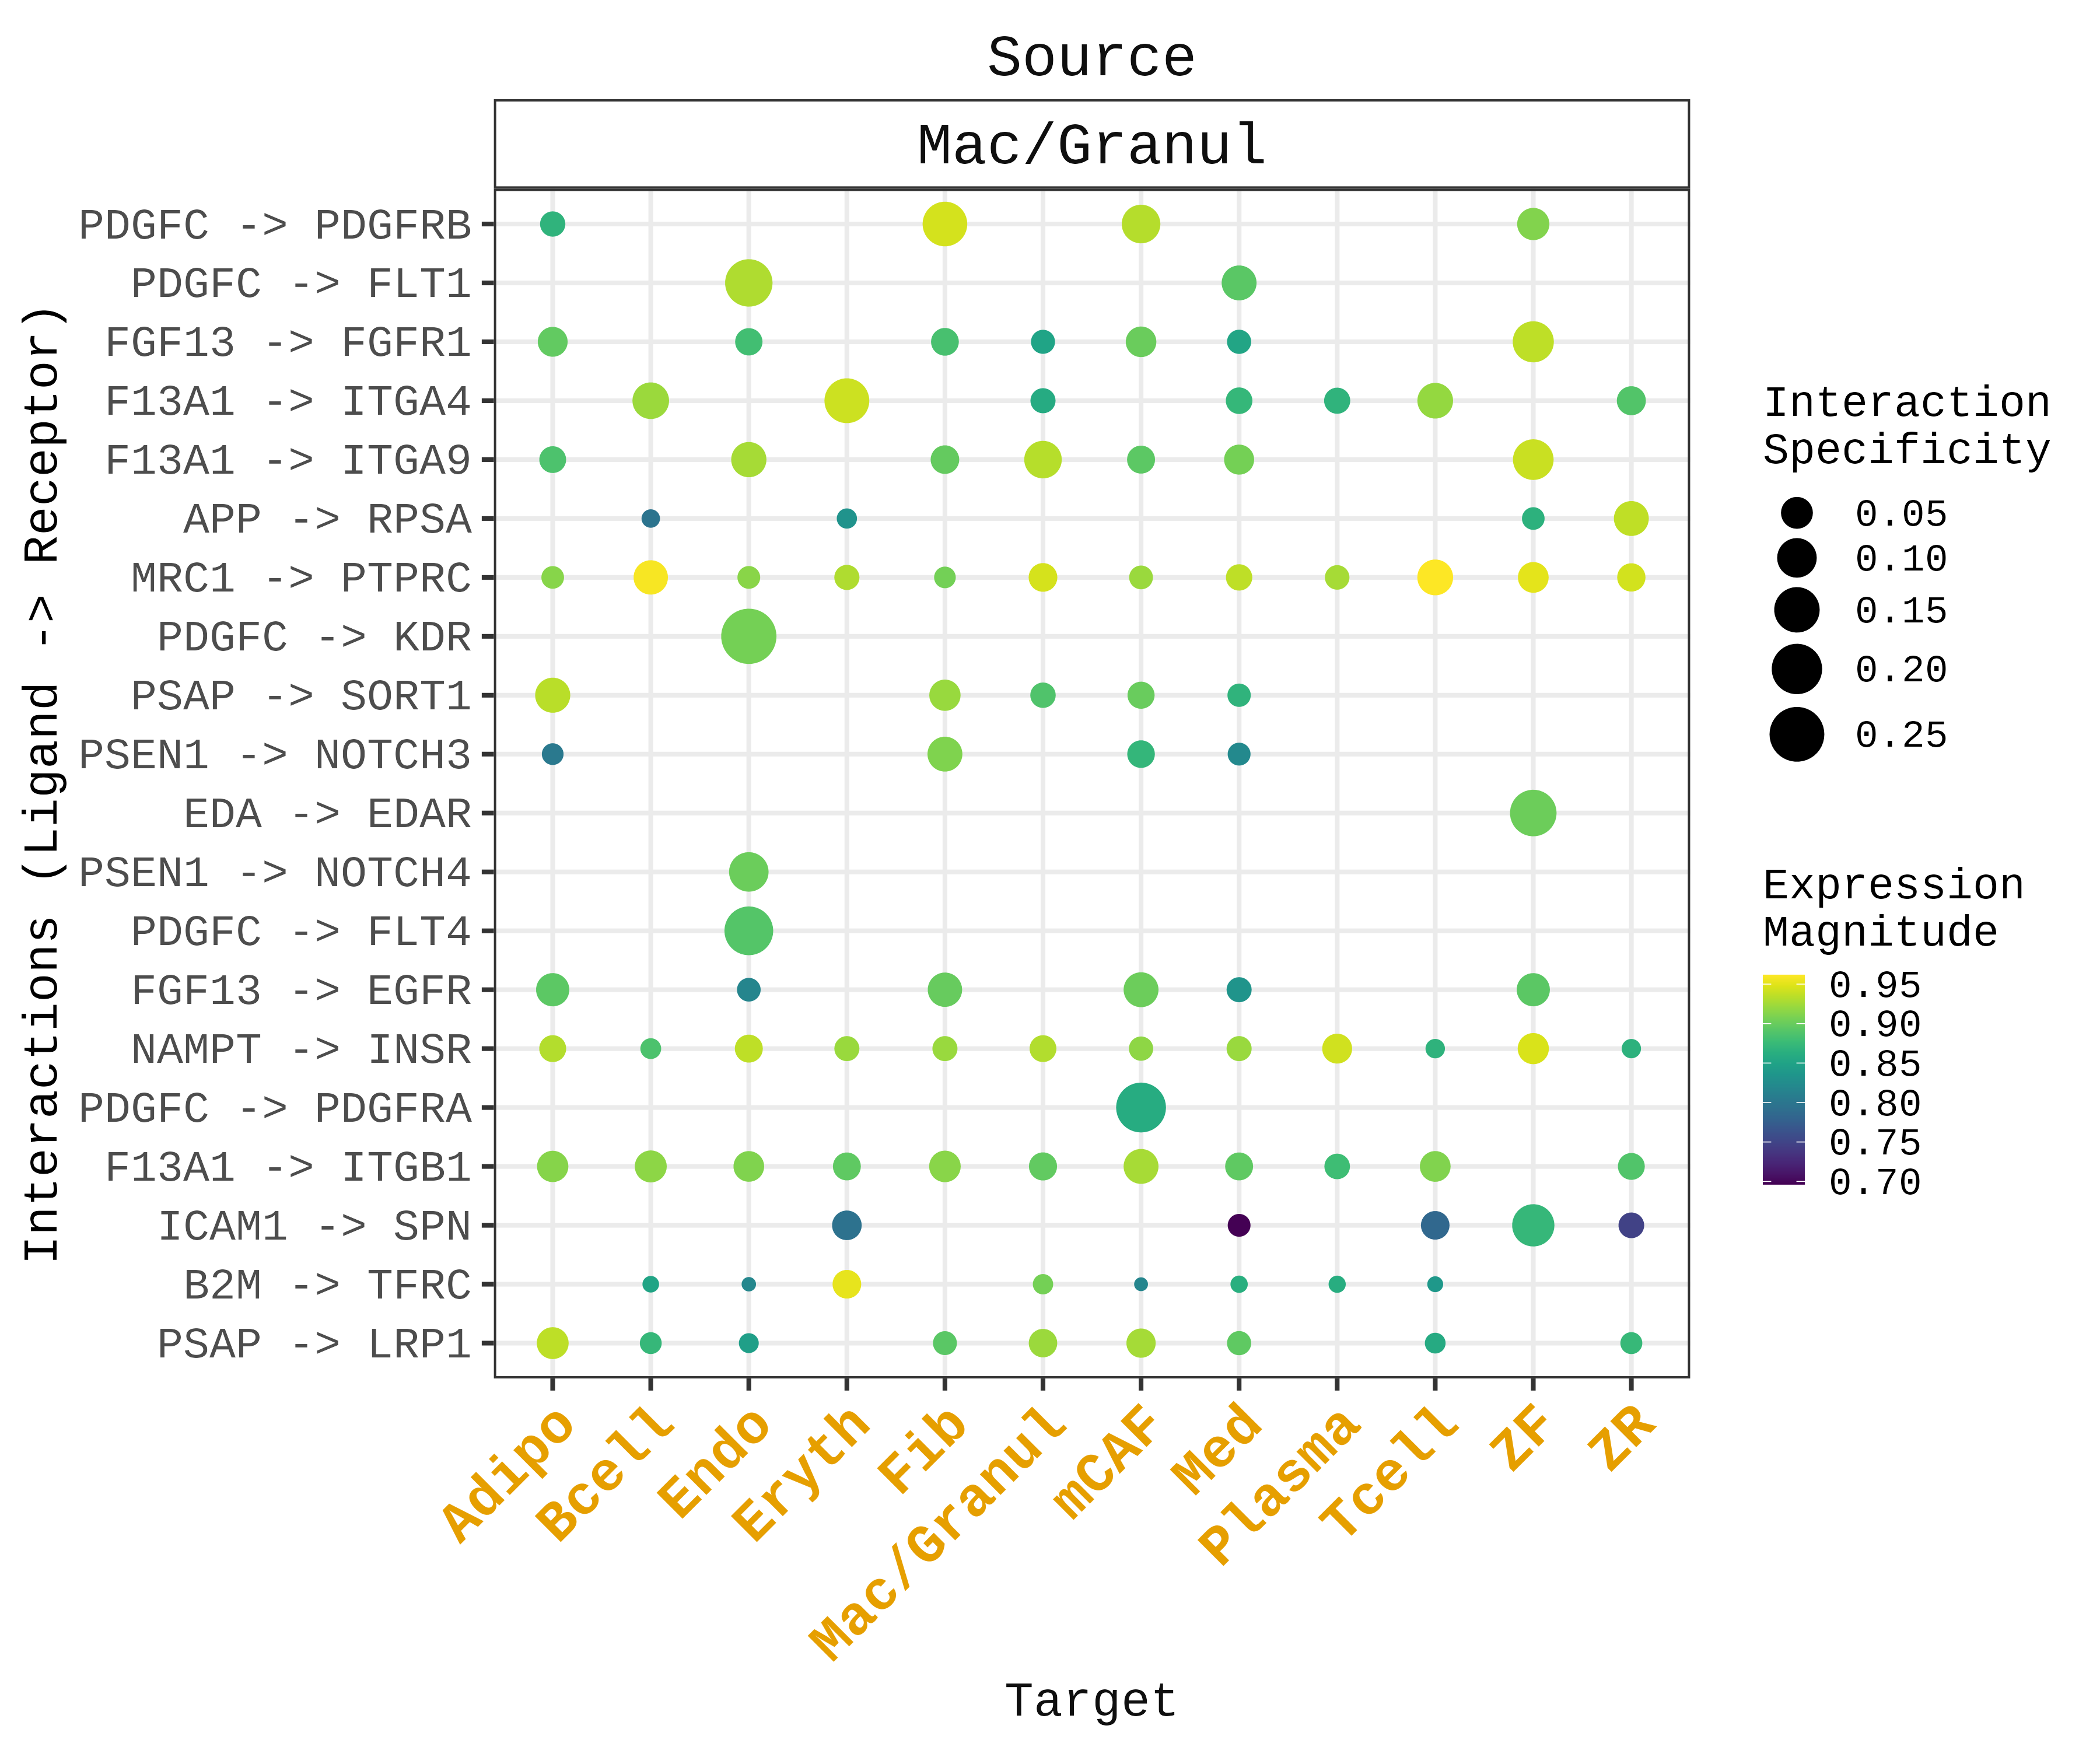 Source
Mac/Granul
Interactions (Ligand -> Receptor)
PDGFC -> PDGFRB
PDGFC -> FLT1
FGF13 -> FGFR1
F13A1 -> ITGA4
F13A1 -> ITGA9
APP -> RPSA
MRC1 -> PTPRC
PDGFC -> KDR
PSAP -> SORT1
PSEN1 -> NOTCH3
EDA -> EDAR
PSEN1 -> NOTCH4
PDGFC -> FLT4
FGF13 -> EGFR
NAMPT -> INSR
PDGFC -> PDGFRA
F13A1 -> ITGB1
ICAM1 -> SPN
B2M -> TFRC
PSAP -> LRP1
Adipo
Bcell
Endo
Eryth
Fib
Mac/Granul
mCAF
Med
Plasma
Tcell
ZF
ZR
Target
Interaction
Specificity
0.05
0.10
0.15
0.20
0.25
Expression
Magnitude
0.95
0.90
0.85
0.80
0.75
0.70